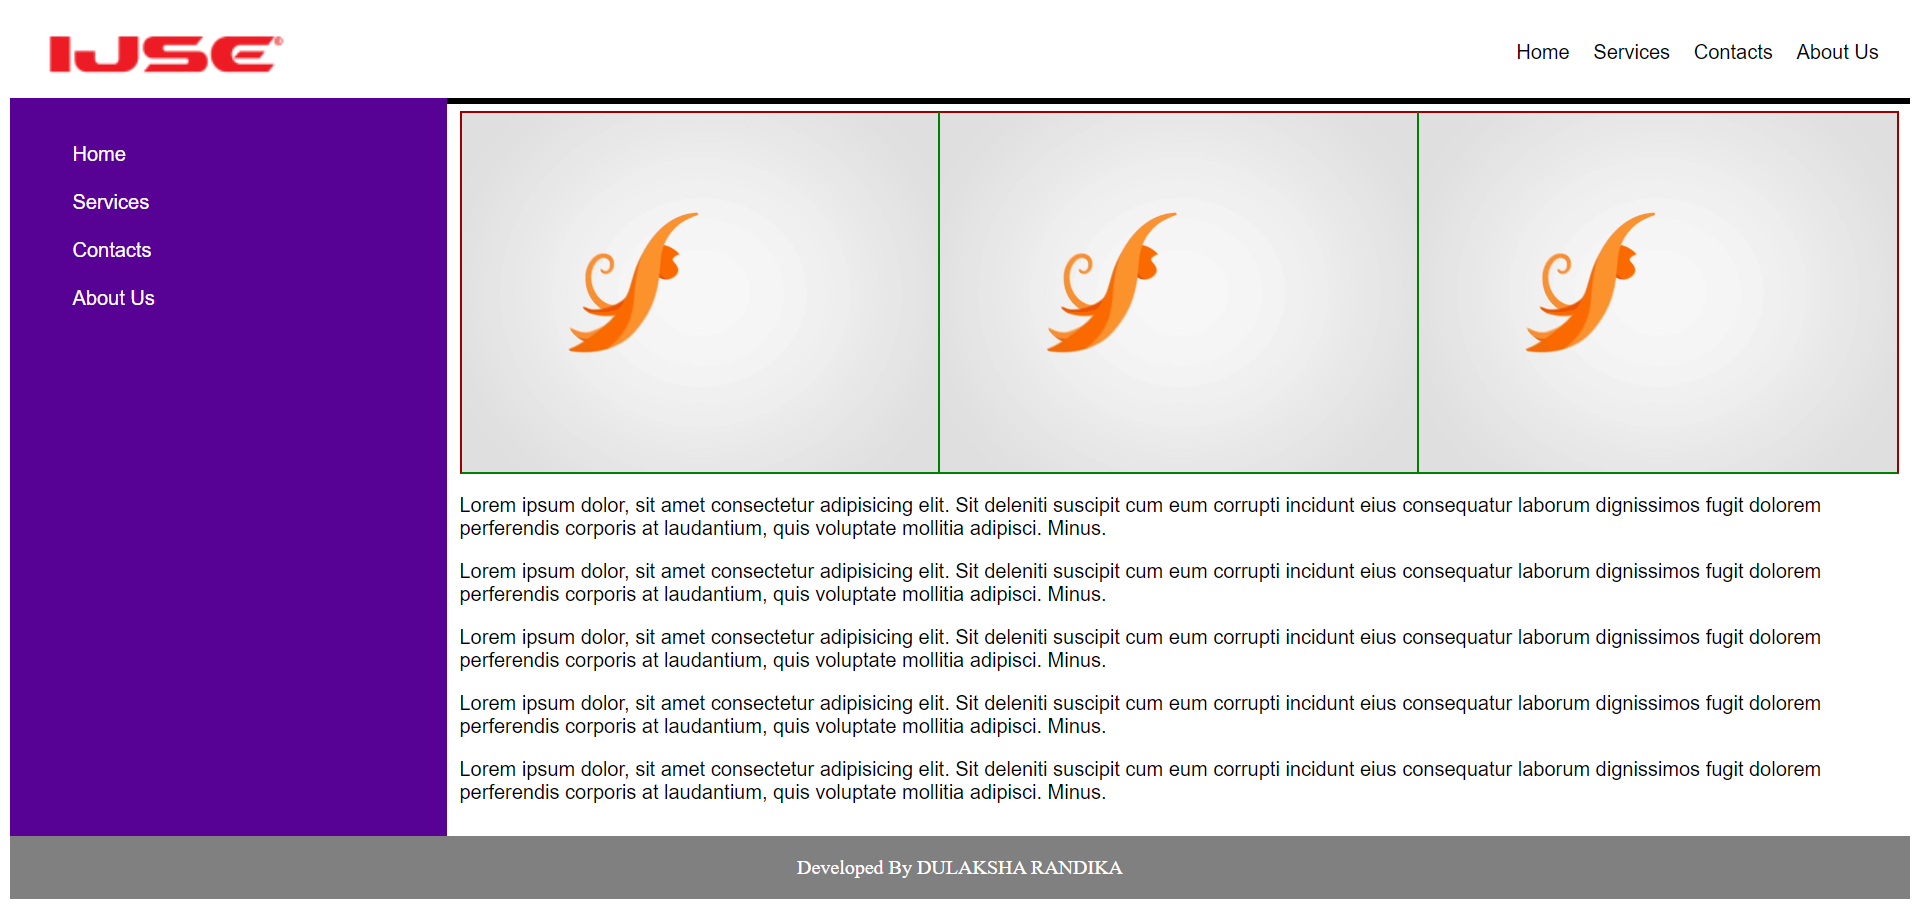 IJSE®
Home Services Contacts About Us
Home
Services
Contacts
About Us
Lorem ipsum dolor, sit amet consectetur adipisicing elit. Sit deleniti suscipit cum eum corrupti incidunt eius consequatur laborum dignissimos fugit dolorem
perferendis corporis at laudantium, quis voluptate mollitia adipisci. Minus.
Lorem ipsum dolor, sit amet consectetur adipisicing elit. Sit deleniti suscipit cum eum corrupti incidunt eius consequatur laborum dignissimos fugit dolorem
perferendis corporis at laudantium, quis voluptate mollitia adipisci. Minus.
Lorem ipsum dolor, sit amet consectetur adipisicing elit. Sit deleniti suscipit cum eum corrupti incidunt eius consequatur laborum dignissimos fugit dolorem
perferendis corporis at laudantium, quis voluptate mollitia adipisci. Minus.
Lorem ipsum dolor, sit amet consectetur adipisicing elit. Sit deleniti suscipit cum eum corrupti incidunt eius consequatur laborum dignissimos fugit dolorem
perferendis corporis at laudantium, quis voluptate mollitia adipisci. Minus.
Lorem ipsum dolor, sit amet consectetur adipisicing elit. Sit deleniti suscipit cum eum corrupti incidunt eius consequatur laborum dignissimos fugit dolorem
perferendis corporis at laudantium, quis voluptate mollitia adipisci. Minus.
Developed By DULAKSHA RANDIKA